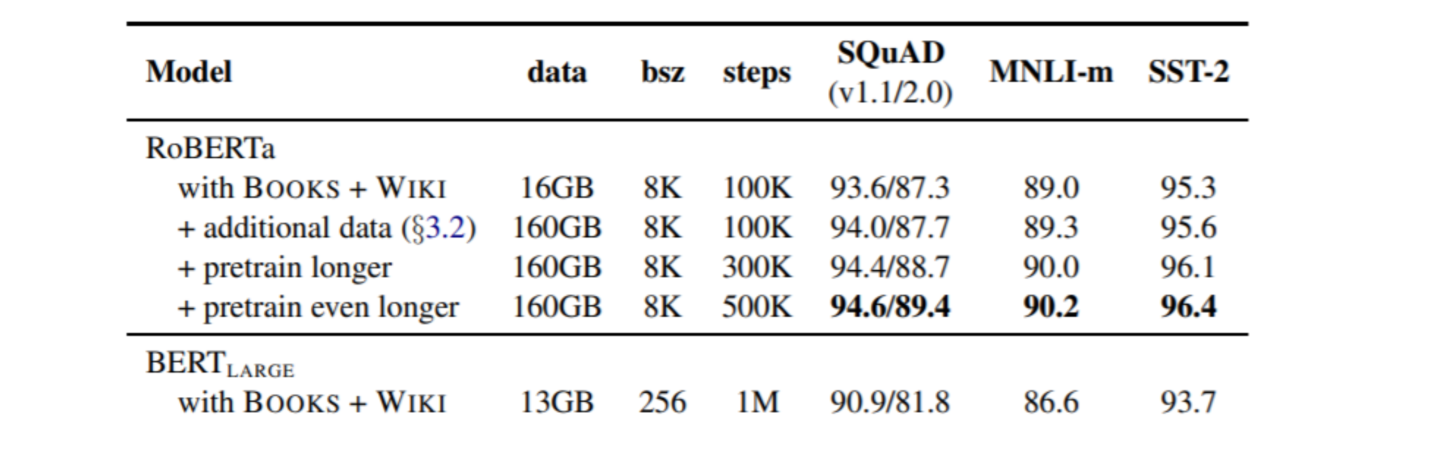 Model data bsz steps SQuAD (v1.1/2.0) MNLI-m SST-2
RoBERTa
with BOOKS + WIKI 16GB 8K 100K 93.6/87.3 89.0 95.3
+ additional data (§3.2) 160GB 8K 100K 94.0/87.7 89.3 95.6
+ pretrain longer 160GB 8K 300K 94.4/88.7 90.0 96.1
+ pretrain even longer 160GB 8K 500K 94.6/89.4 90.2 96.4
BERTLARGE
with BOOKS + WIKI 13GB 256 1M 90.9/81.8 86.6 93.7